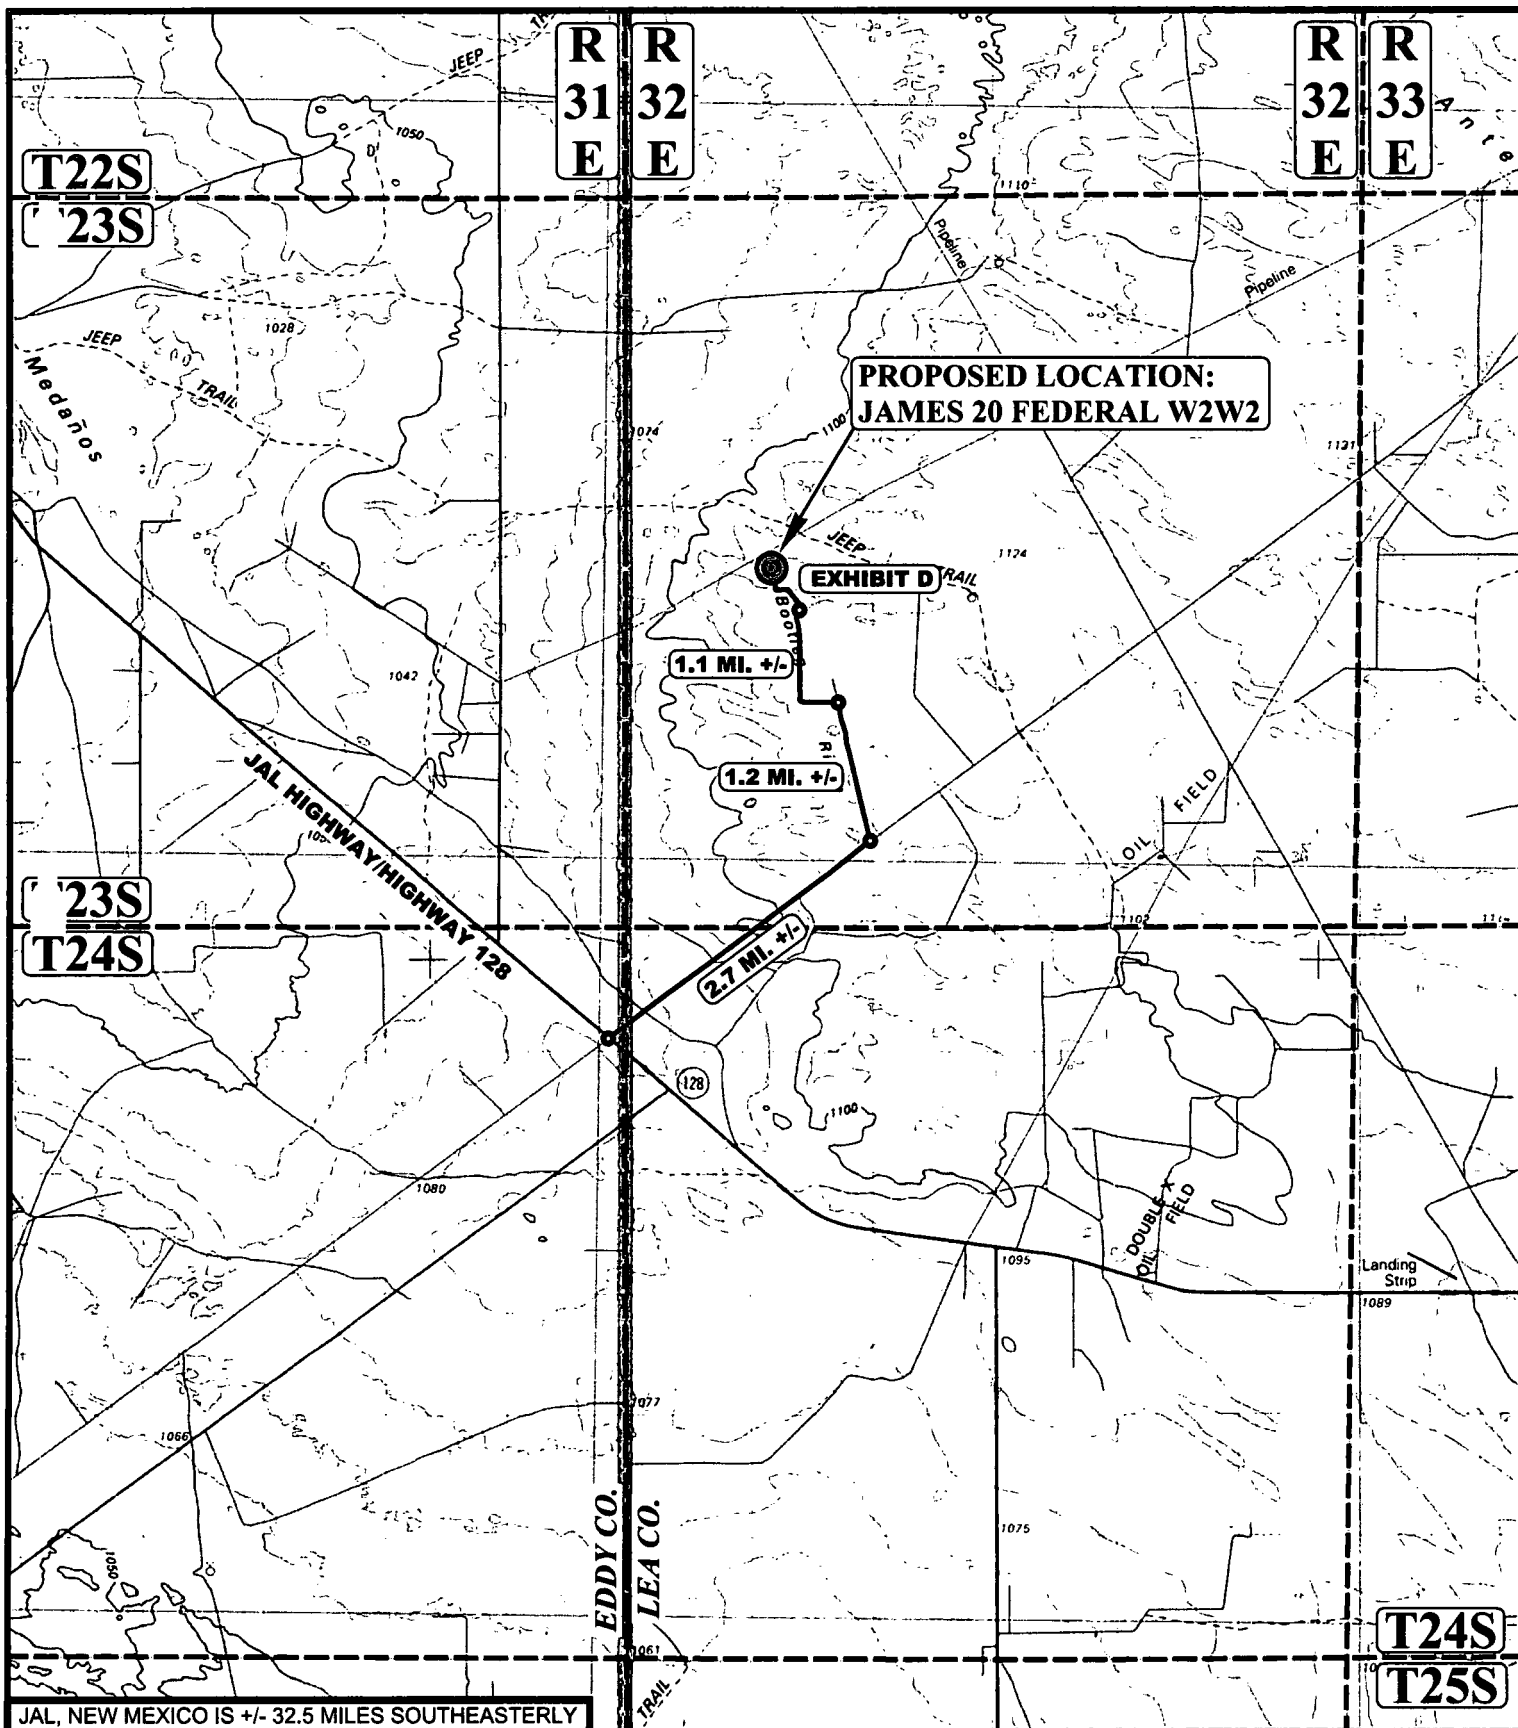 R
31
E
R
32
E
R
32
E
R
33
E
JEEP
1050
T22S
23S
1110
Pipeline
Pipeline
1028
JEEP
TRAIL
Medaños
PROPOSED LOCATION:
JAMES 20 FEDERAL W2W2
1074
1100
1131
JEEP
TRAIL
1124
EXHIBIT D
1.1 MI. +/-
1042
1.2 MI. +/-
JAL HIGHWAY/HIGHWAY 128
OIL FIELD
23S
T24S
1102
2.7 MI. +/-
128
1100
1080
DOUBLE X
OIL FIELD
1095
Landing
Strip
1089
1077
1066
EDDY CO.
LEA CO.
1075
1050
1061
TRAIL
T24S
T25S
JAL, NEW MEXICO IS +/- 32.5 MILES SOUTHEASTERLY